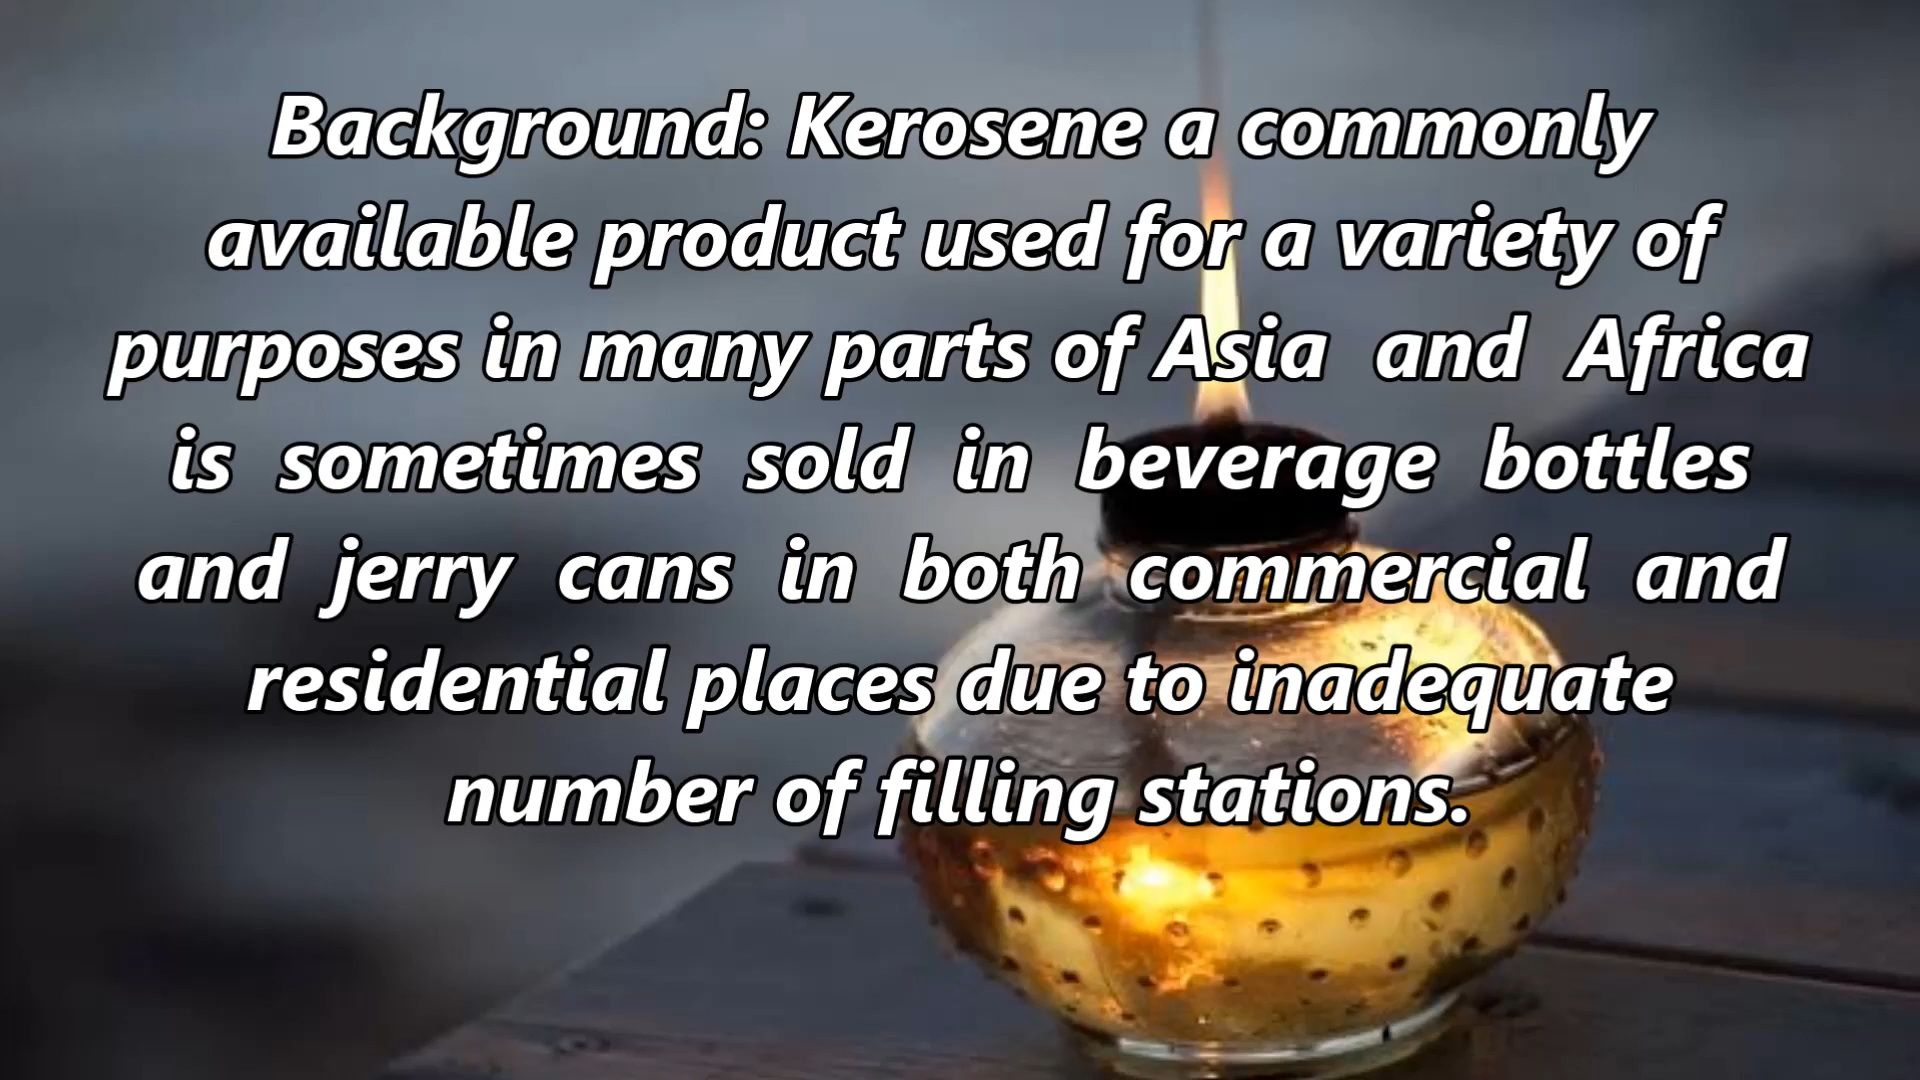 Background: Kerosene a commonly
available product used for a variety of
purposes in many parts of Asia and Africa
is sometimes sold in beverage bottles
and jerry cans in both commercial and
residential places due to inadequate
number of filling stations.